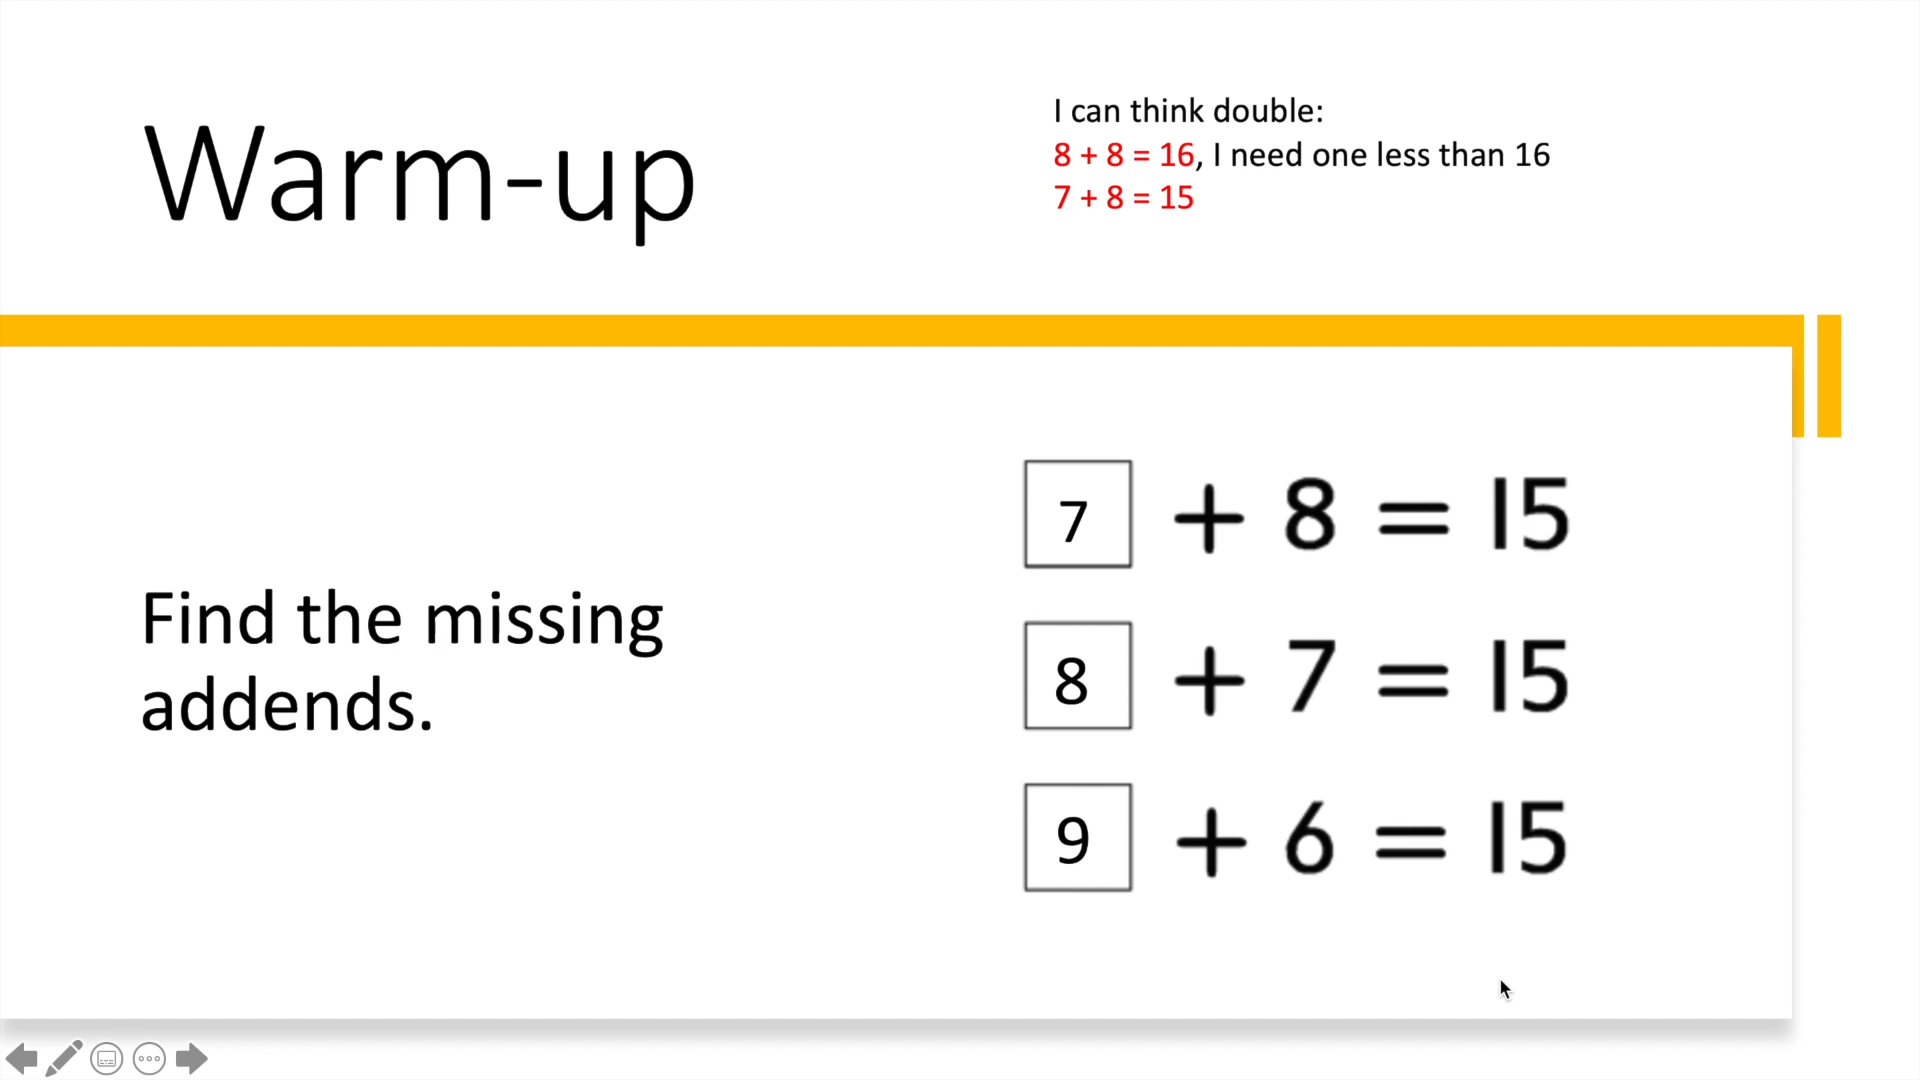 Warm-up
I can think double:
8 + 8 = 16, I need one less than 16
7 + 8 = 15
Find the missing
addends.
7 + 8 = 15
8 + 7 = 15
9 + 6 = 15